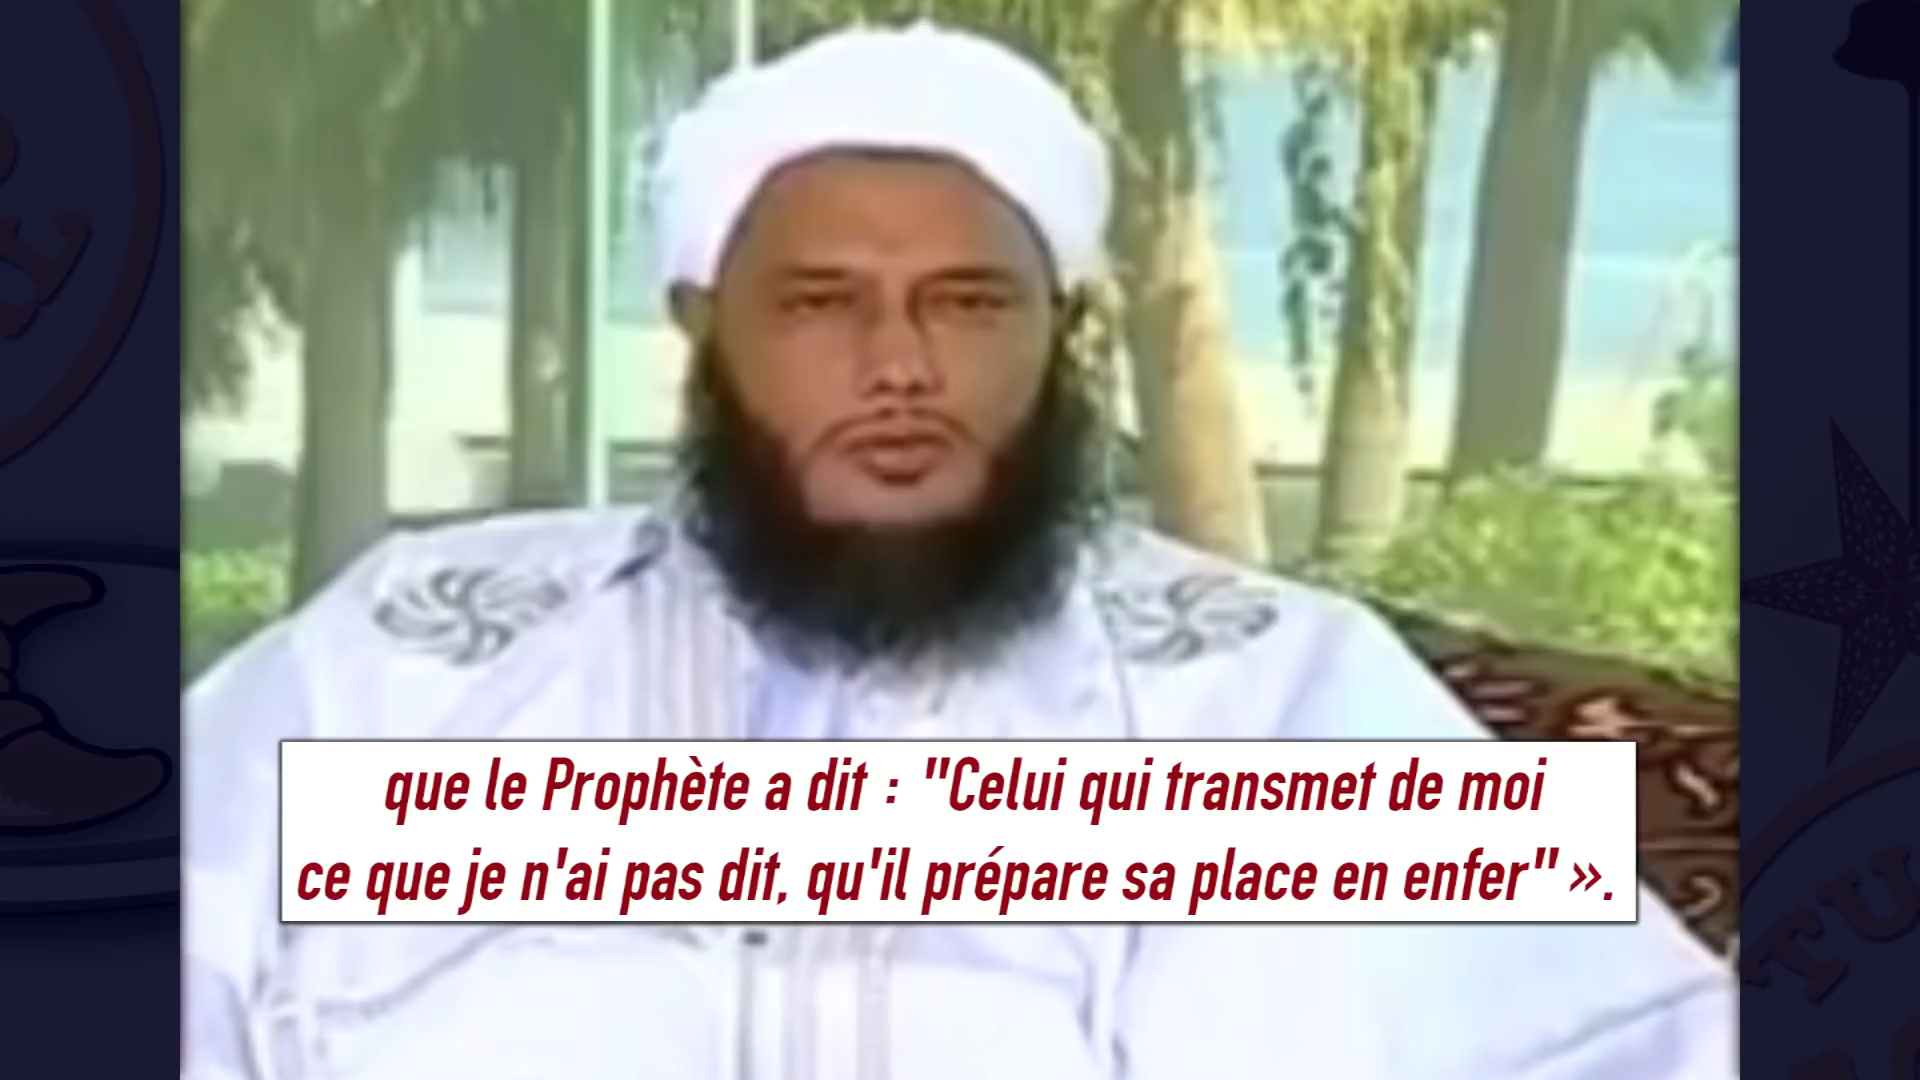 que le Prophète a dit : "Celui qui transmet de moi
ce que je n'ai pas dit, qu'il prépare sa place en enfer" ».